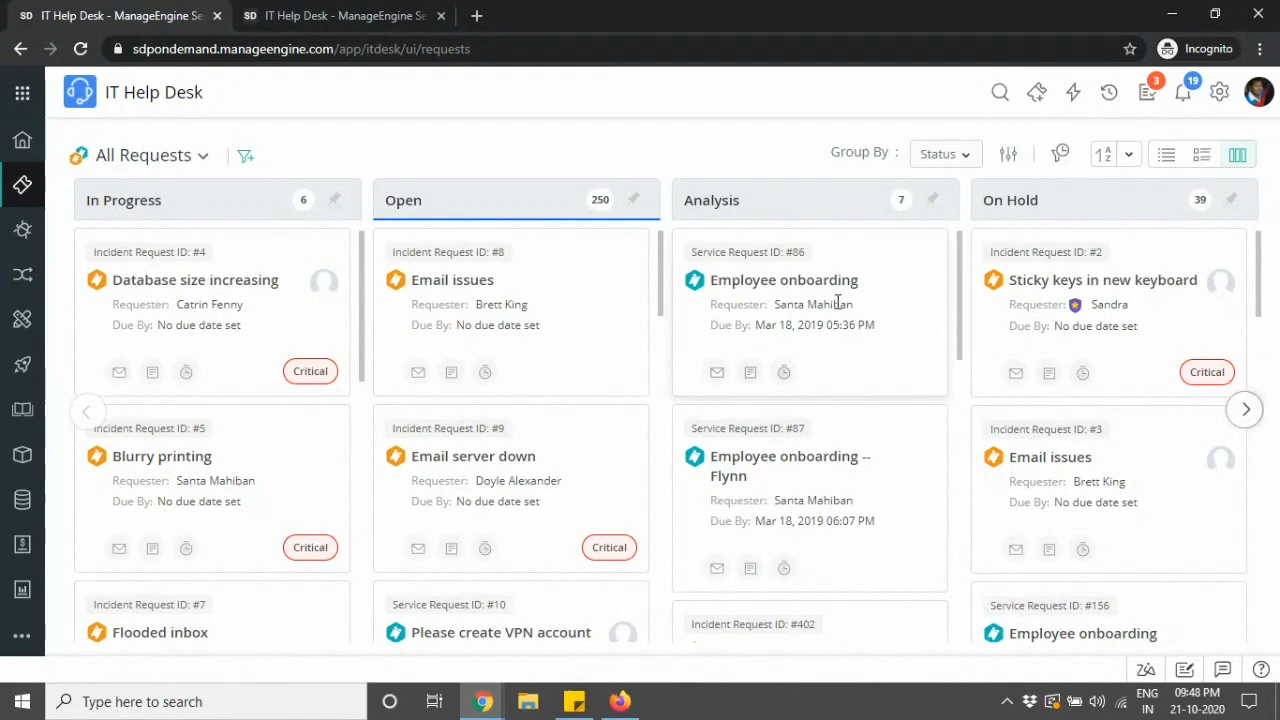 SD IT Help Desk - ManageEngine Se
SD IT Help Desk - ManageEngine Se
sdpondemand.manageengine.com/app/itdesk/ui/requests
Incognito
IT Help Desk
3
19
All Requests
Group By :
Status
In Progress 6
Incident Request ID: #4
Database size increasing
Requester: Catrin Fenny
Due By: No due date set
Critical
Incident Request ID: #5
Blurry printing
Requester: Santa Mahiban
Due By: No due date set
Critical
Incident Request ID: #7
Flooded inbox
Open 250
Incident Request ID: #8
Email issues
Requester: Brett King
Due By: No due date set
Incident Request ID: #9
Email server down
Requester: Doyle Alexander
Due By: No due date set
Critical
Service Request ID: #10
Please create VPN account
Analysis 7
Service Request ID: #86
Employee onboarding
Requester: Santa Mahiban
Due By: Mar 18, 2019 05:36 PM
Service Request ID: #87
Employee onboarding --
Flynn
Requester: Santa Mahiban
Due By: Mar 18, 2019 06:07 PM
Incident Request ID: #402
On Hold 39
Incident Request ID: #2
Sticky keys in new keyboard
Requester: Sandra
Due By: No due date set
Critical
Incident Request ID: #3
Email issues
Requester: Brett King
Due By: No due date set
Service Request ID: #156
Employee onboarding
Type here to search
ENG
IN
09:48 PM
21-10-2020